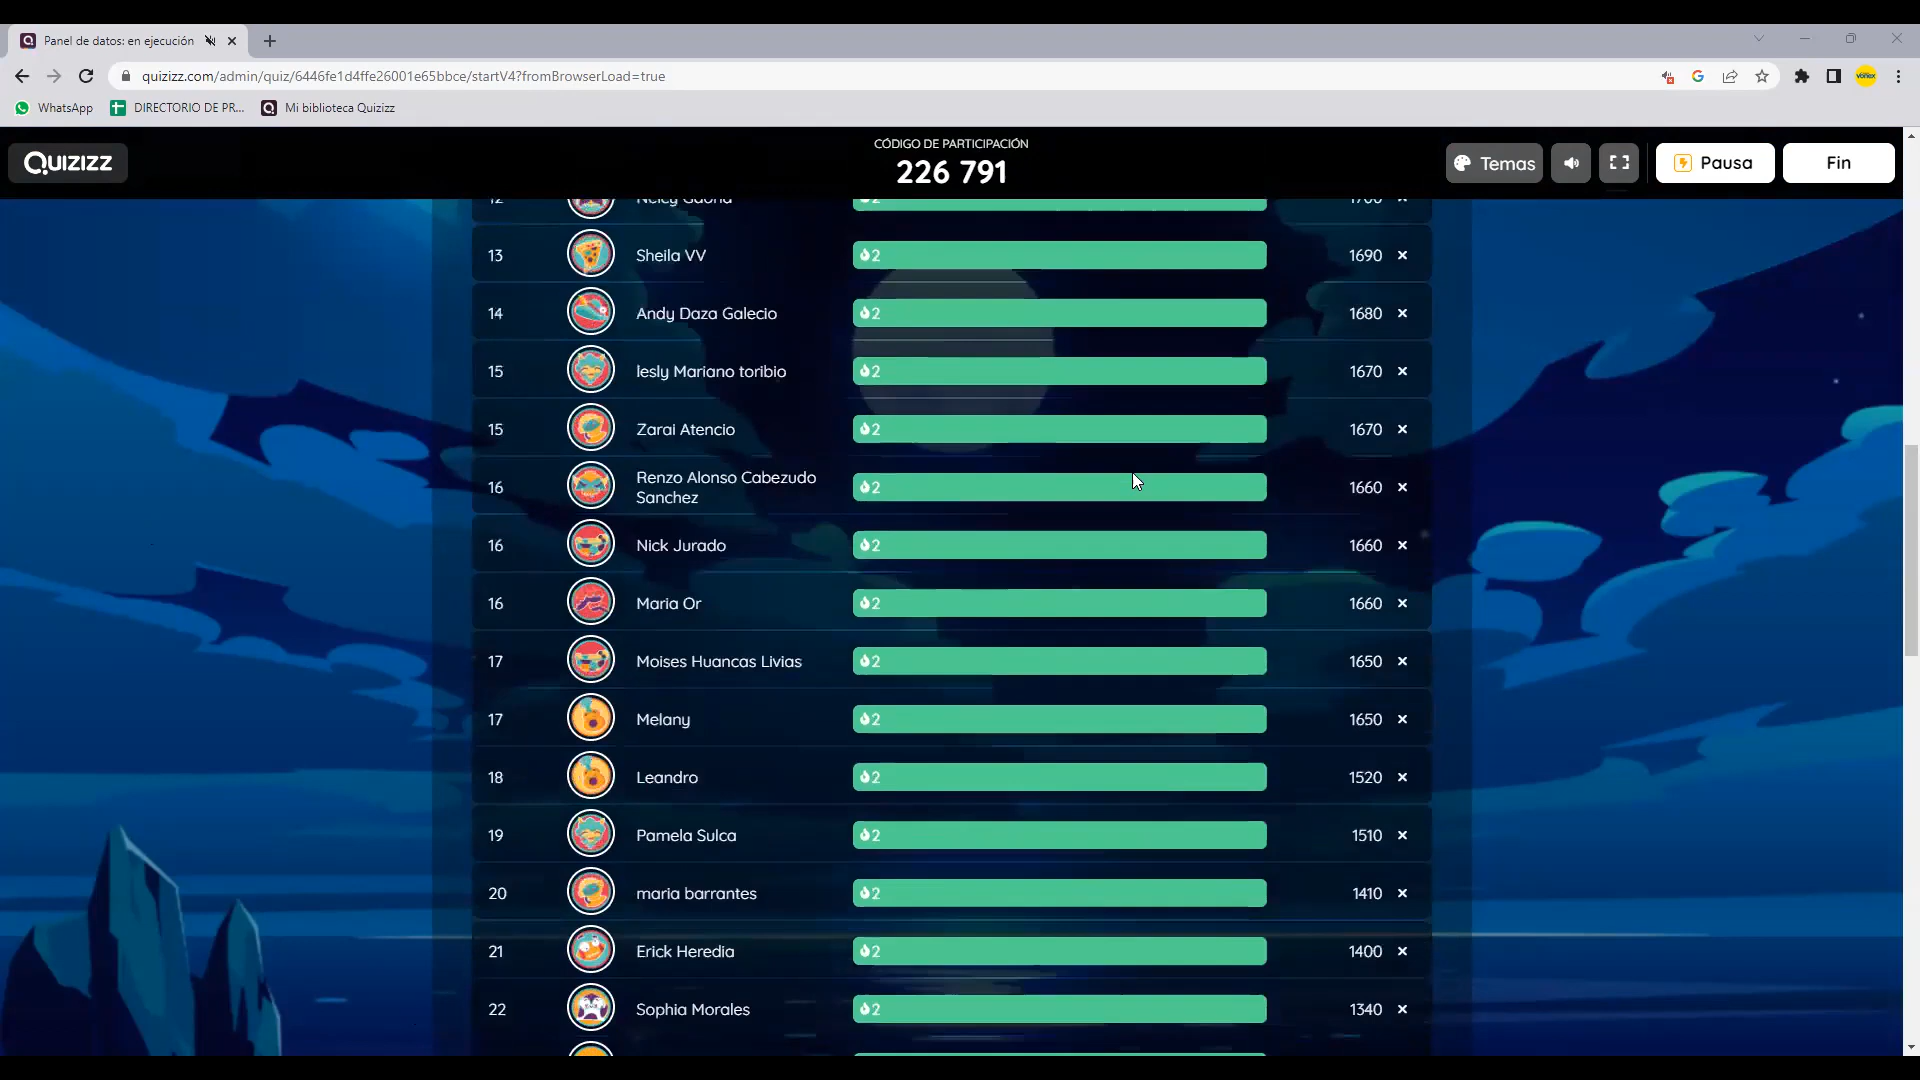 Panel de datos: en ejecución
quizizz.com/admin/quiz/6446fe1d4ffe26001e65bbce/startV4?fromBrowserLoad=true
WhatsApp DIRECTORIO DE PR... Mi biblioteca Quizizz
QUIZIZZ
CÓDIGO DE PARTICIPACIÓN
226 791
Temas Pausa Fin
13 Sheila VV 2 1690
14 Andy Daza Galecio 2 1680
15 lesly Mariano toribio 2 1670
15 Zarai Atencio 2 1670
16 Renzo Alonso Cabezudo Sanchez 2 1660
16 Nick Jurado 2 1660
16 Maria Or 2 1660
17 Moises Huancas Livias 2 1650
17 Melany 2 1650
18 Leandro 2 1520
19 Pamela Sulca 2 1510
20 maria barrantes 2 1410
21 Erick Heredia 2 1400
22 Sophia Morales 2 1340